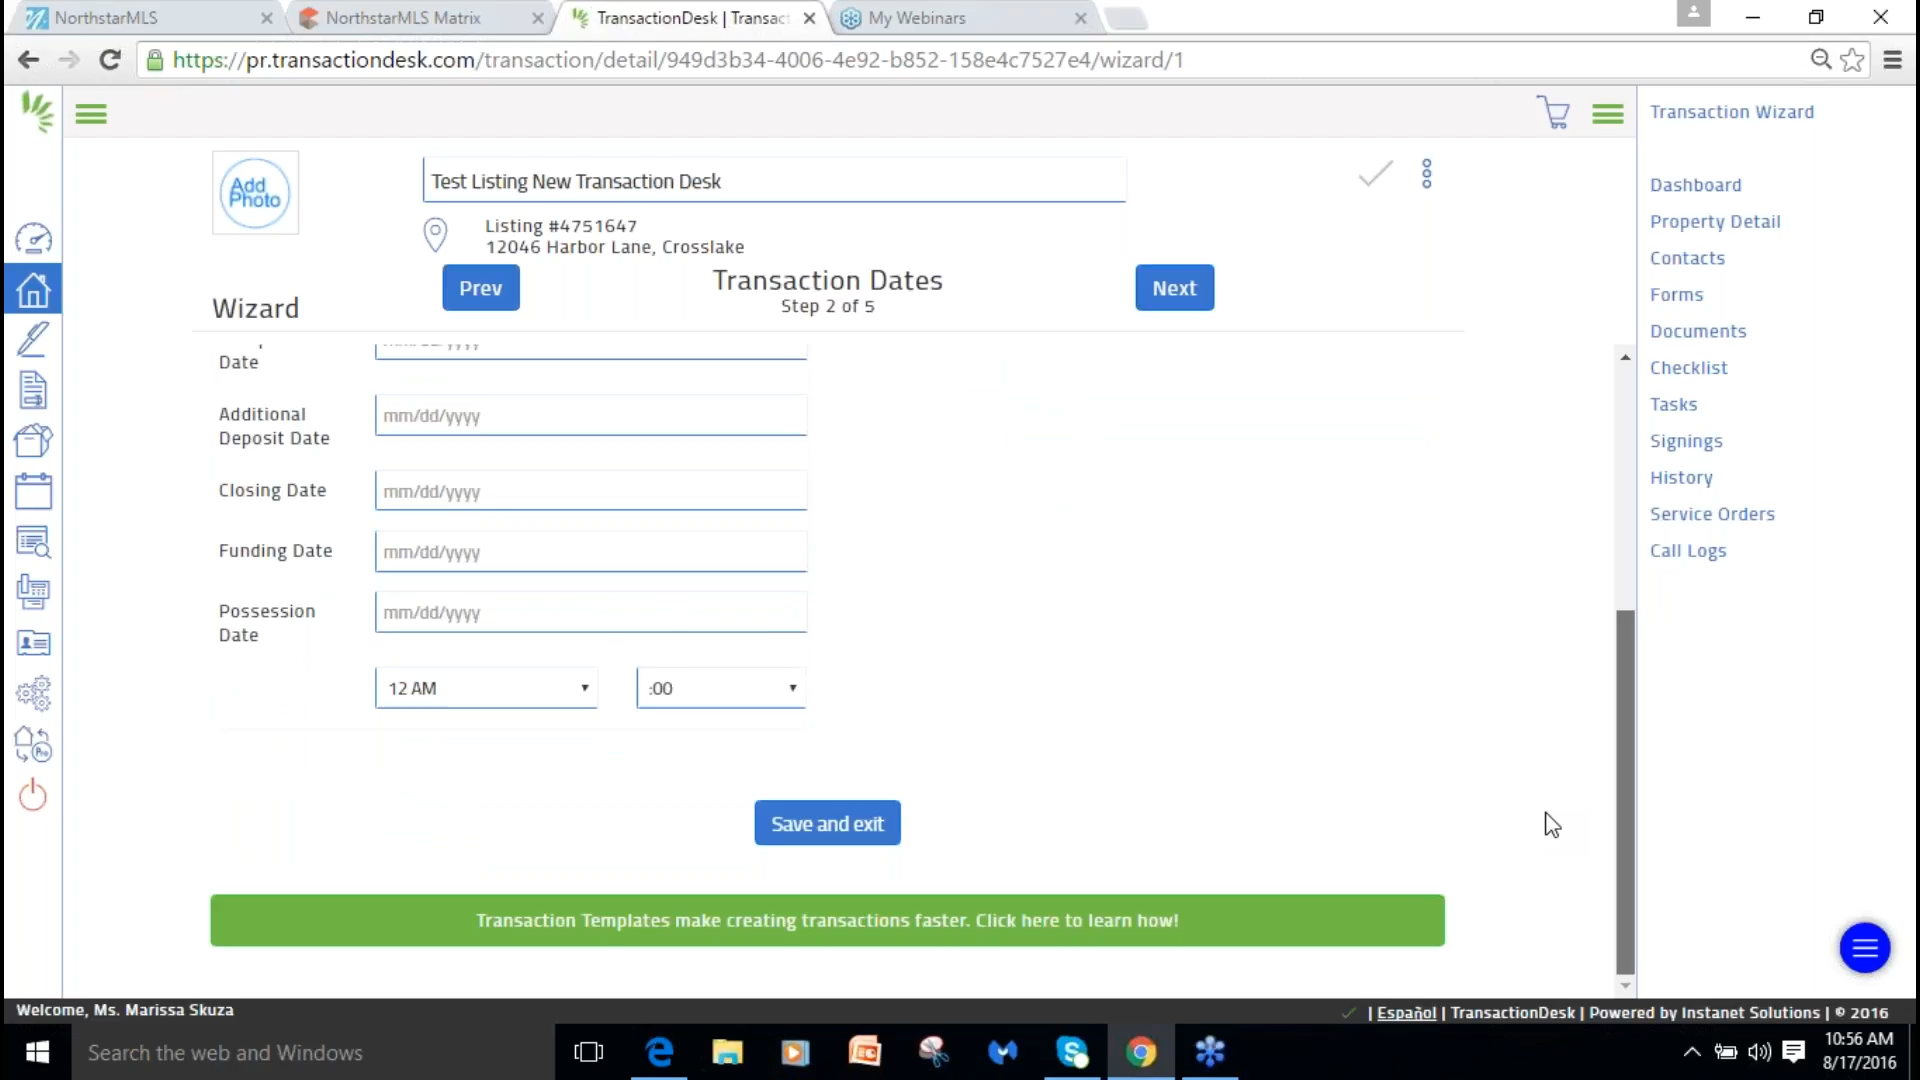 NorthstarMLS
NorthstarMLS Matrix
TransactionDesk | Transact
My Webinars
https://pr.transactiondesk.com/transaction/detail/949d3b34-4006-4e92-b852-158e4c7527e4/wizard/1
Add
Photo
Test Listing New Transaction Desk
Listing #4751647
12046 Harbor Lane, Crosslake
Wizard
Prev
Transaction Dates
Step 2 of 5
Next
Date
Additional
Deposit Date
mm/dd/yyyy
Closing Date
mm/dd/yyyy
Funding Date
mm/dd/yyyy
Possession
Date
mm/dd/yyyy
12 AM
:00
Save and exit
Transaction Templates make creating transactions faster. Click here to learn how!
Transaction Wizard
Dashboard
Property Detail
Contacts
Forms
Documents
Checklist
Tasks
Signings
History
Service Orders
Call Logs
Welcome, Ms. Marissa Skuza
| Español | TransactionDesk | Powered by Instanet Solutions | © 2016
Search the web and Windows
10:56 AM
8/17/2016